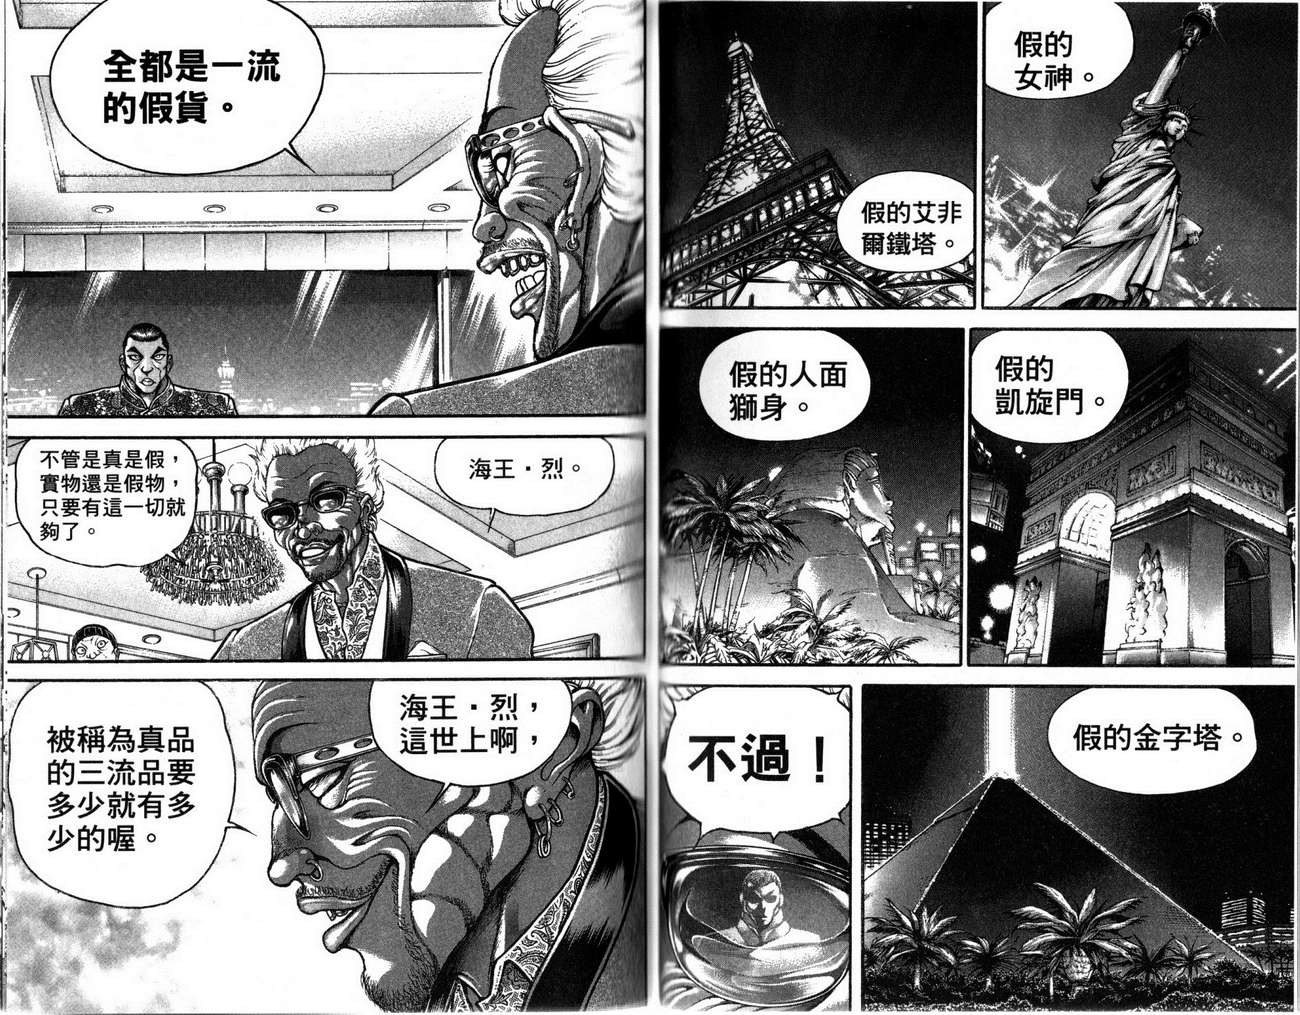 假的
女神。
假的艾非
爾鐵塔。
假的
凱旋門。
假的人面
獅身。
假的金字塔。
不過！
全都是一流
的假貨。
海王·烈。
不管是真是假，
實物還是假物，
只要有這一切就
夠了。
海王·烈，
這世上啊，
被稱為真品
的三流品要
多少就有多
少的喔。